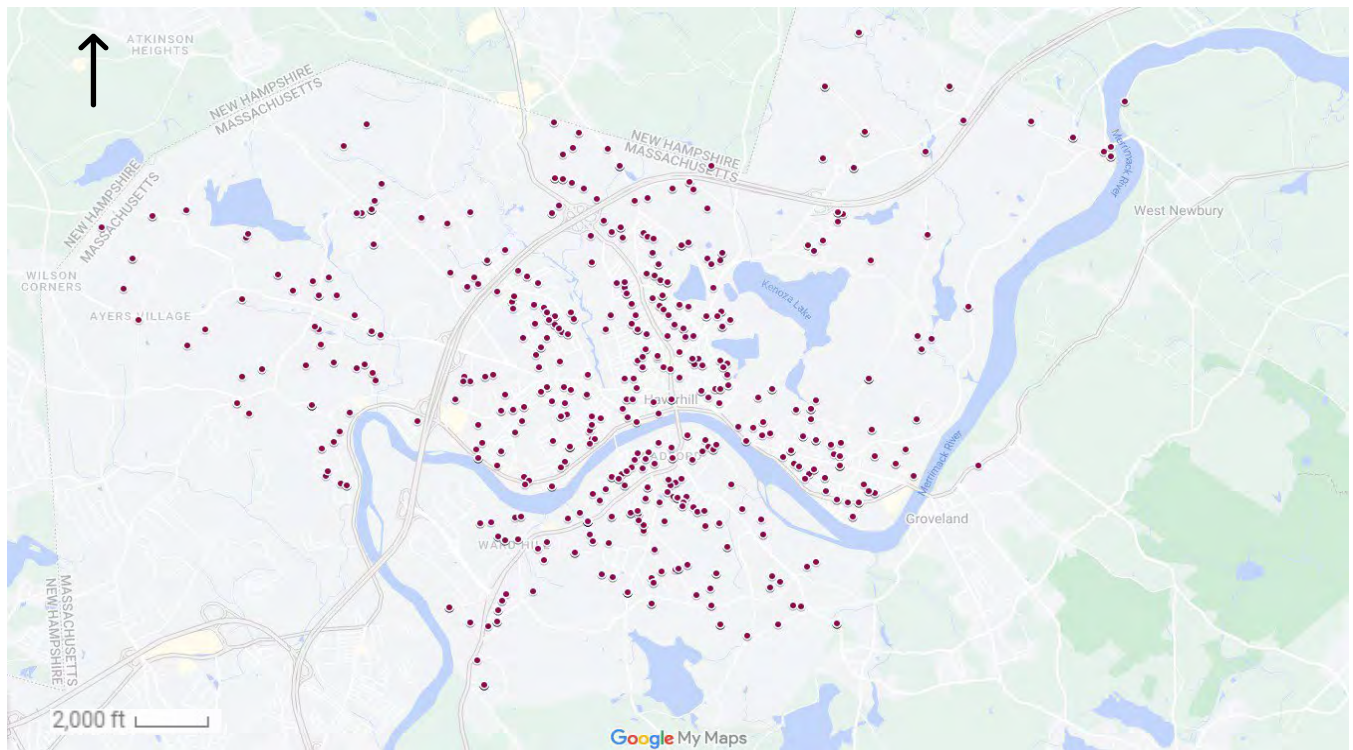 ATKINSON
HEIGHTS
NEW HAMPSHIRE
MASSACHUSETTS
NEW HAMPSHIRE
MASSACHUSETTS
NEW HAMPSHIRE
MASSACHUSETTS
Merrimack River
West Newbury
WILSON
CORNERS
Kenoza Lake
AYERS VILLAGE
Haverhill
BRADFORD
Merrimack River
Groveland
WARD HILL
MASSACHUSETTS
NEW HAMPSHIRE
2,000 ft
Google My Maps